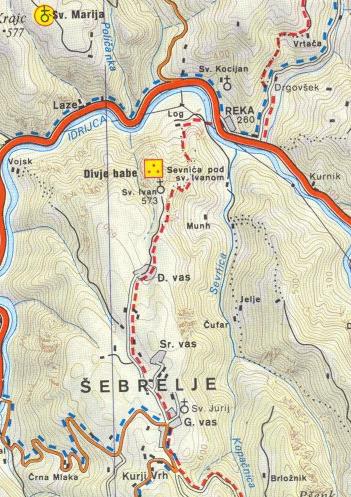 Krajc
•577
Sv. Marija
Poličanka
Vrtača
Sv. Kocijan
Drgovšek
Laze
Log
REKA
260
IDRIJCA
Vojsk
Divje babe
Sevnica pod
sv. Ivanom
Sv. Ivan
573
Kurnik
Munh
Sevnica
D. vas
Jelje
Čufar
Sr. vas
ŠEBRELJE
Sv. Jurij
G. vas
Kopačnica
Črna Mlaka
Kurji Vrh
Brložnik